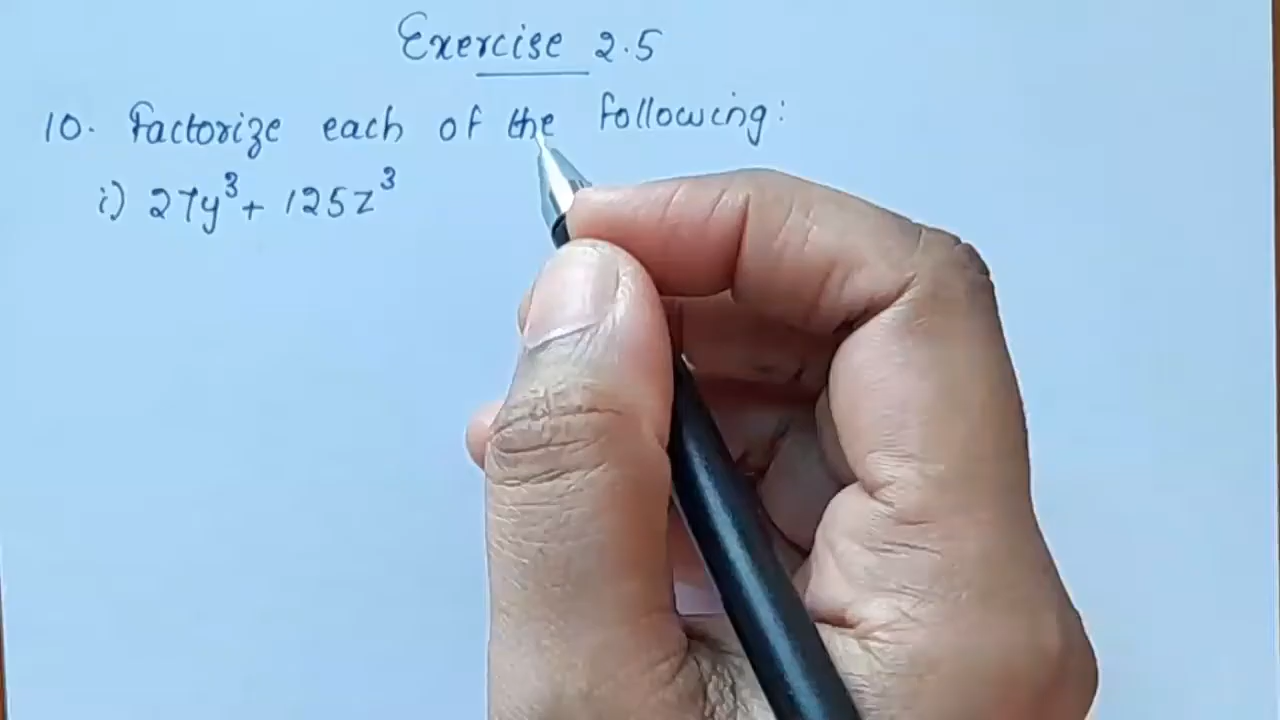 Exercise 2.5
10. Factorize each of the following:
i) 27y³ + 125z³